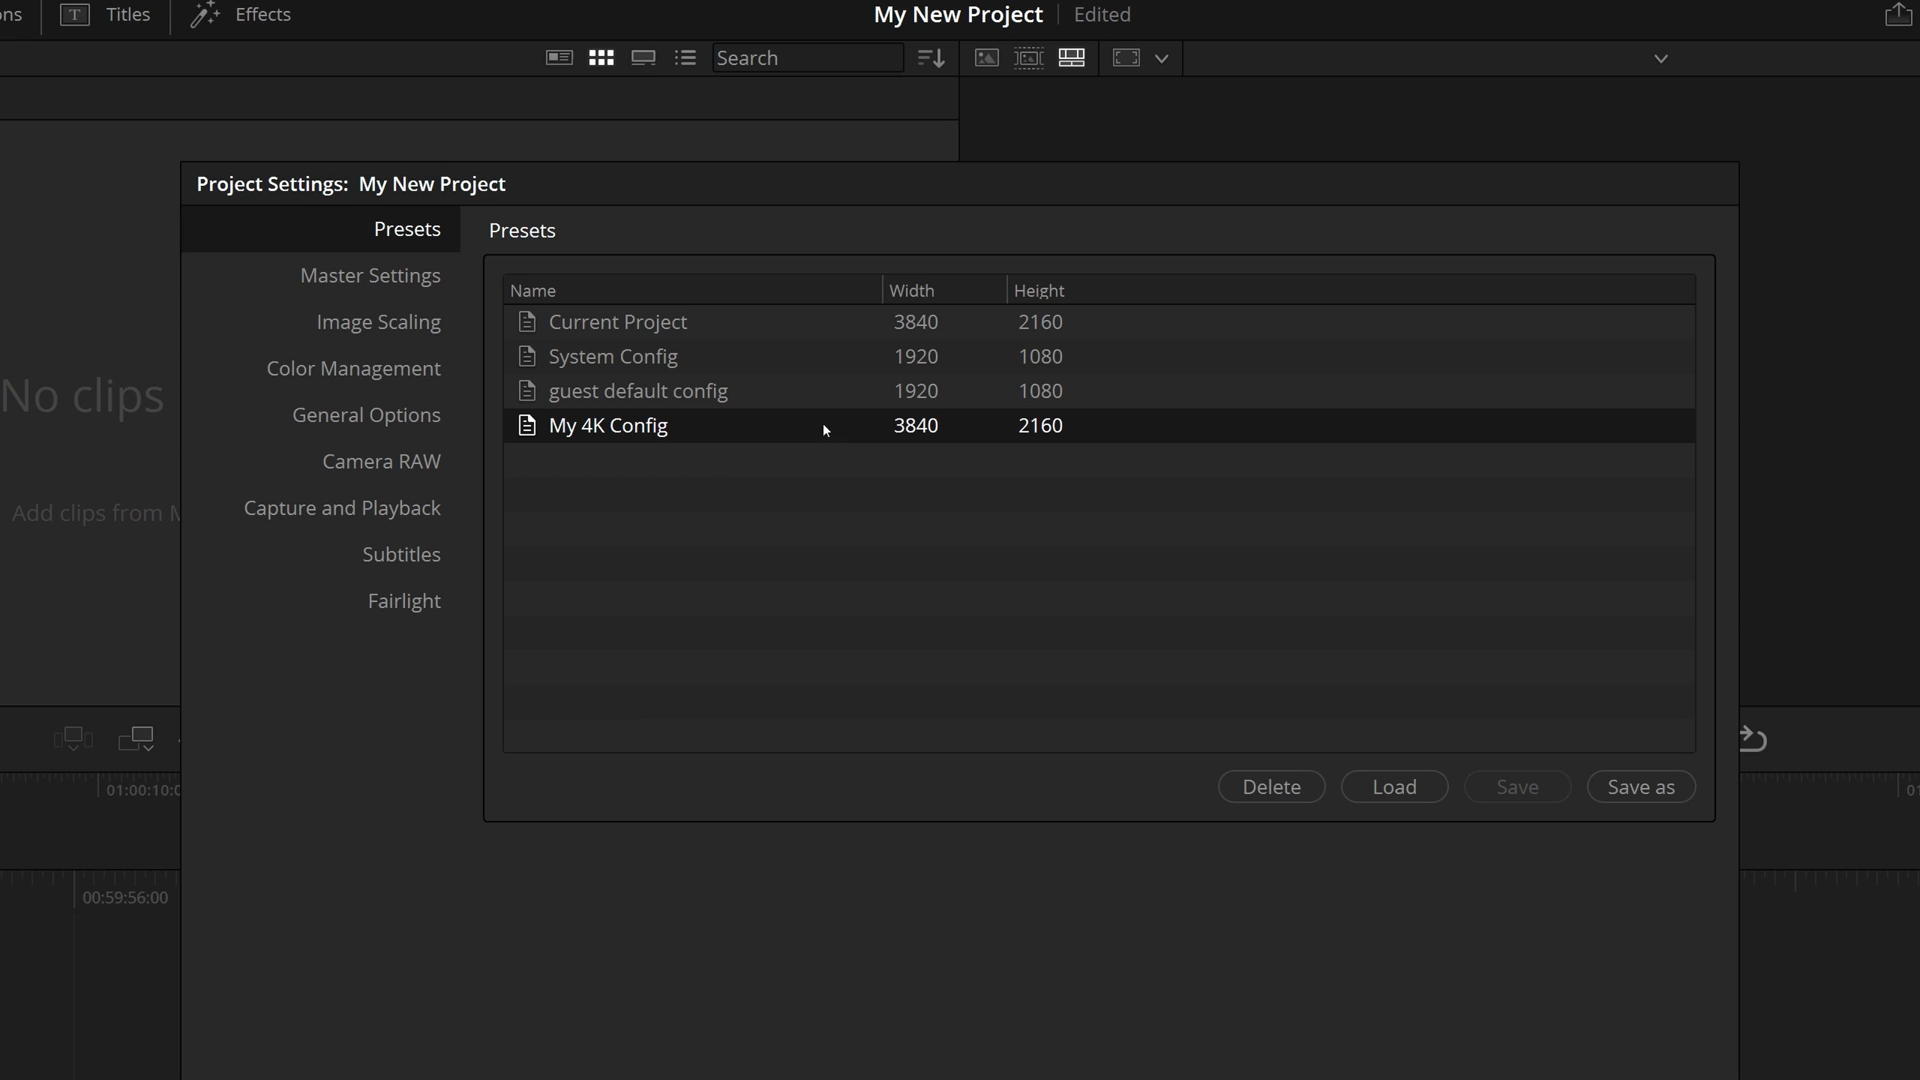 ons Titles Effects My New Project Edited
Search
No clips
Add clips from M
Project Settings: My New Project
Presets
Master Settings
Image Scaling
Color Management
General Options
Camera RAW
Capture and Playback
Subtitles
Fairlight
Presets
Name Width Height
Current Project 3840 2160
System Config 1920 1080
guest default config 1920 1080
My 4K Config 3840 2160
Delete Load Save Save as
01:00:10:0
01
00:59:56:00